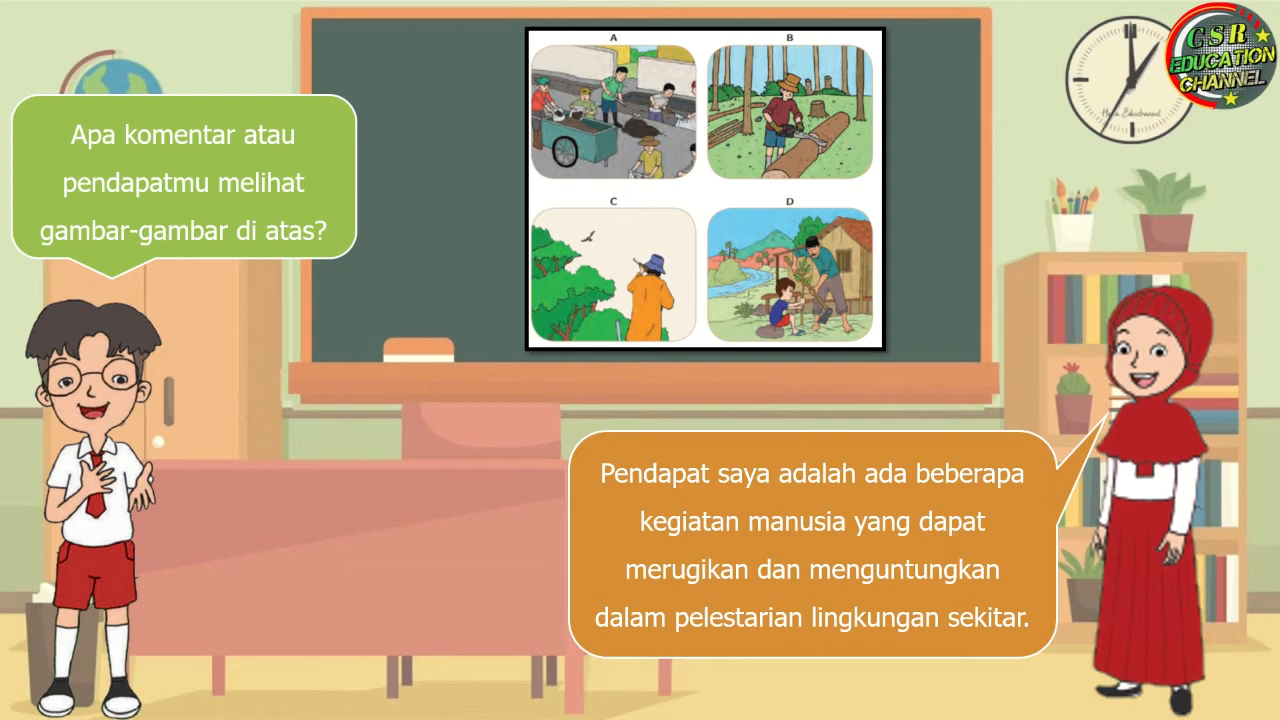 A
B
C
D
CSR
EDUCATION
CHANNEL
Apa komentar atau
pendapatmu melihat
gambar-gambar di atas?
Pendapat saya adalah ada beberapa
kegiatan manusia yang dapat
merugikan dan menguntungkan
dalam pelestarian lingkungan sekitar.